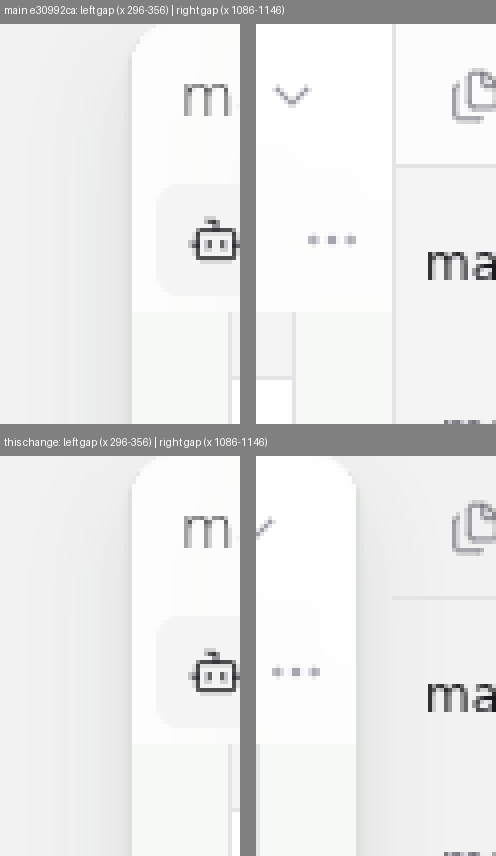 main e30992ca: left gap (x 296-356) | right gap (x 1086-1146)
m
ma
this change: left gap (x 296-356) | right gap (x 1086-1146)
m
ma